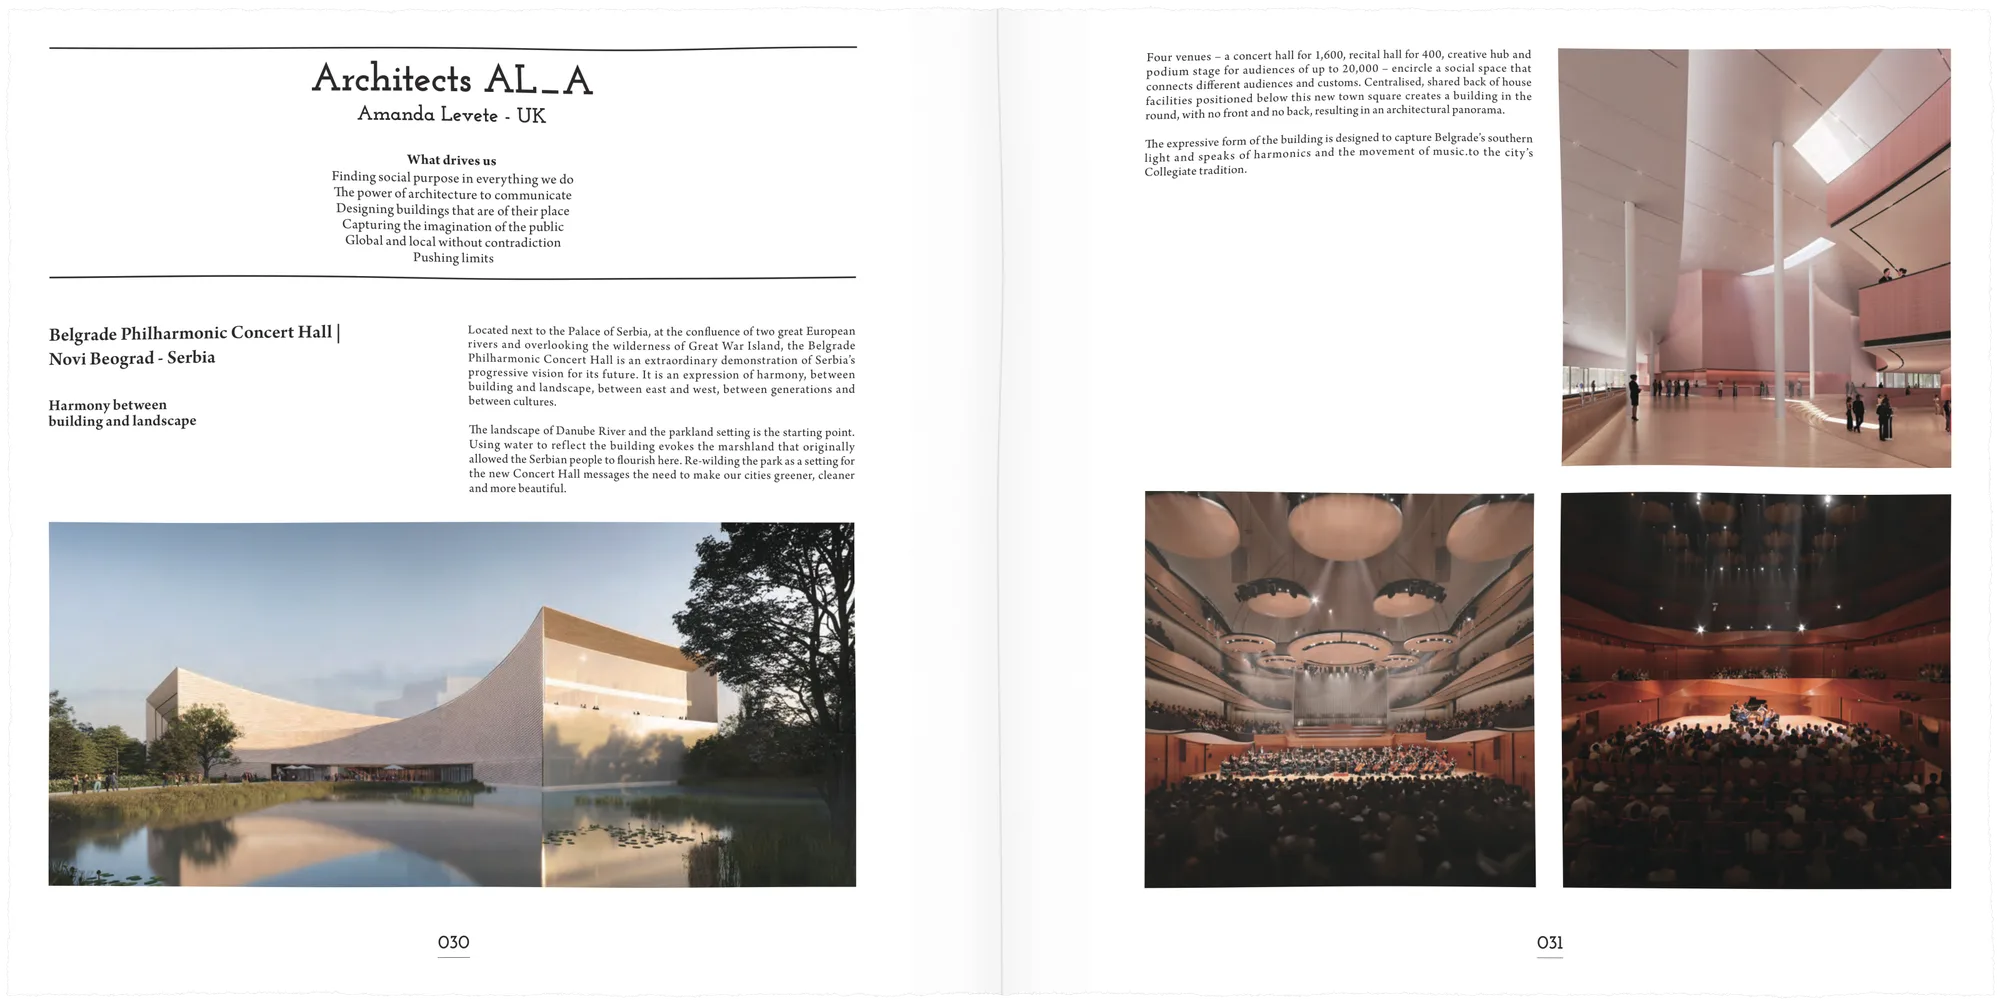 Architects AL_A
Amanda Levete - UK
What drives us
Finding social purpose in everything we do
The power of architecture to communicate
Designing buildings that are of their place
Capturing the imagination of the public
Global and local without contradiction
Pushing limits
Belgrade Philharmonic Concert Hall |
Novi Beograd - Serbia
Harmony between
building and landscape
Located next to the Palace of Serbia, at the confluence of two great European
rivers and overlooking the wilderness of Great War Island, the Belgrade
Philharmonic Concert Hall is an extraordinary demonstration of Serbia's
progressive vision for its future. It is an expression of harmony, between
building and landscape, between east and west, between generations and
between cultures.
The landscape of Danube River and the parkland setting is the starting point.
Using water to reflect the building evokes the marshland that originally
allowed the Serbian people to flourish here. Re-wilding the park as a setting for
the new Concert Hall messages the need to make our cities greener, cleaner
and more beautiful.
030
Four venues – a concert hall for 1,600, recital hall for 400, creative hub and
podium stage for audiences of up to 20,000 – encircle a social space that
connects different audiences and customs. Centralised, shared back of house
facilities positioned below this new town square creates a building in the
round, with no front and no back, resulting in an architectural panorama.
The expressive form of the building is designed to capture Belgrade's southern
light and speaks of harmonics and the movement of music.to the city's
Collegiate tradition.
031